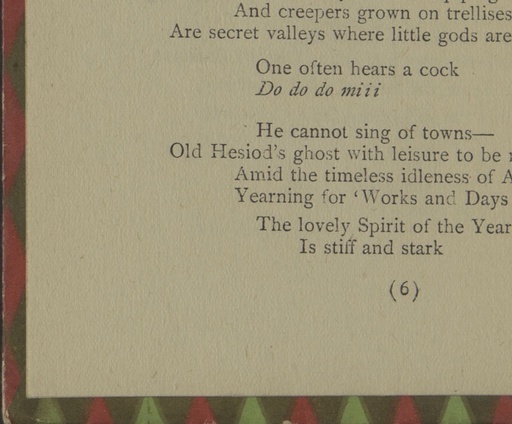 And creepers grown on trellises
Are secret valleys where little gods are
One often hears a cock
Do do do miii
He cannot sing of towns—
Old Hesiod's ghost with leisure to be
Amid the timeless idleness of A
Yearning for ‘Works and Days
The lovely Spirit of the Year
Is stiff and stark
(6)